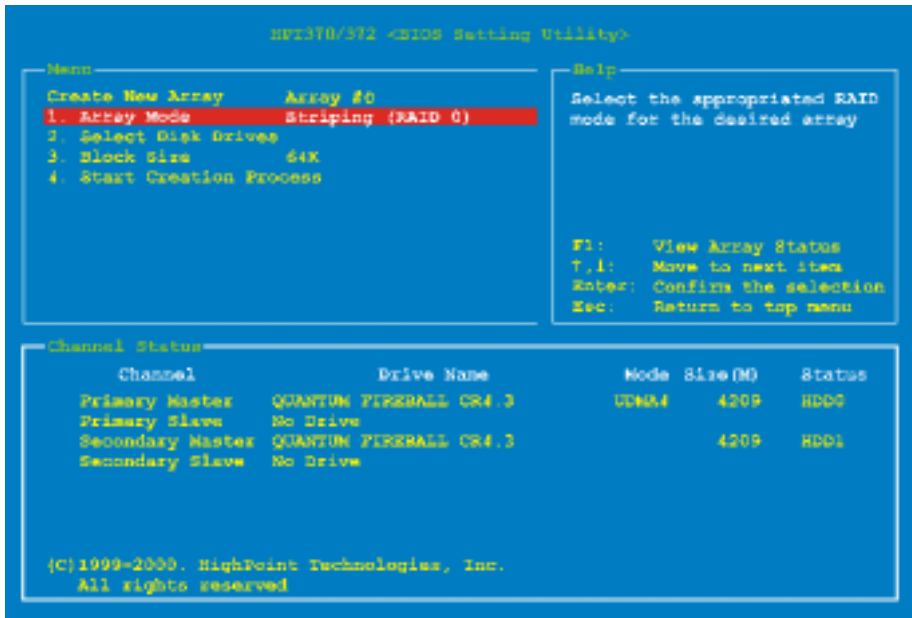 HPT370/372 <BIOS Setting Utility>
Menu
Create New Array Array #0
1. Array Mode Striping (RAID 0)
2. Select Disk Drives
3. Block Size 64K
4. Start Creation Process
Help
Select the appropriated RAID
mode for the desired array
F1: View Array Status
↑,↓: Move to next item
Enter: Confirm the selection
Esc: Return to top menu
Channel Status
Channel Drive Name Mode Size(M) Status
Primary Master QUANTUM FIREBALL CR4.3 UDMA4 4209 HDD0
Primary Slave No Drive
Secondary Master QUANTUM FIREBALL CR4.3 4209 HDD1
Secondary Slave No Drive
(C)1999-2000. HighPoint Technologies, Inc.
All rights reserved